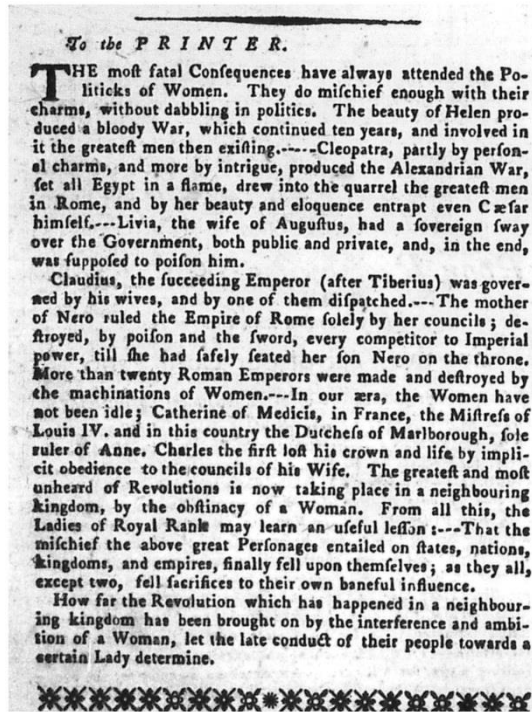 To the PRINTER.
THE moſt fatal Conſequences have always attended the Po-
liticks of Women. They do miſchief enough with their
charms, without dabbling in politics. The beauty of Helen pro-
duced a bloody War, which continued ten years, and involved in
it the greateſt men then exiſting.-----Cleopatra, partly by perſon-
al charms, and more by intrigue, produced the Alexandrian War,
ſet all Egypt in a flame, drew into the quarrel the greateſt men
in Rome, and by her beauty and eloquence entrapt even Cæſar
himſelf.---Livia, the wife of Auguſtus, had a ſovereign ſway
over the Government, both public and private, and, in the end,
was ſuppoſed to poiſon him.
Claudius, the ſucceeding Emperor (after Tiberius) was gover-
ned by his wives, and by one of them diſpatched.---The mother
of Nero ruled the Empire of Rome ſolely by her councils; de-
ſtroyed, by poiſon and the ſword, every competitor to Imperial
power, till ſhe had ſafely ſeated her ſon Nero on the throne.
More than twenty Roman Emperors were made and deſtroyed by
the machinations of Women.---In our æra, the Women have
not been idle; Catherine of Medicis, in France, the Miſtreſs of
Louis IV. and in this country the Dutcheſs of Marlborough, ſole
ruler of Anne. Charles the firſt loſt his crown and life by impli-
cit obedience to the councils of his Wife. The greateſt and moſt
unheard of Revolutions is now taking place in a neighbouring
kingdom, by the obſtinacy of a Woman. From all this, the
Ladies of Royal Rank may learn an uſeful leſſon:---That the
miſchief the above great Perſonages entailed on ſtates, nations,
kingdoms, and empires, finally fell upon themſelves; as they all,
except two, fell ſacrifices to their own baneful influence.
How far the Revolution which has happened in a neighbour-
ing kingdom has been brought on by the interference and ambi-
tion of a Woman, let the late conduct of their people towards a
certain Lady determine.